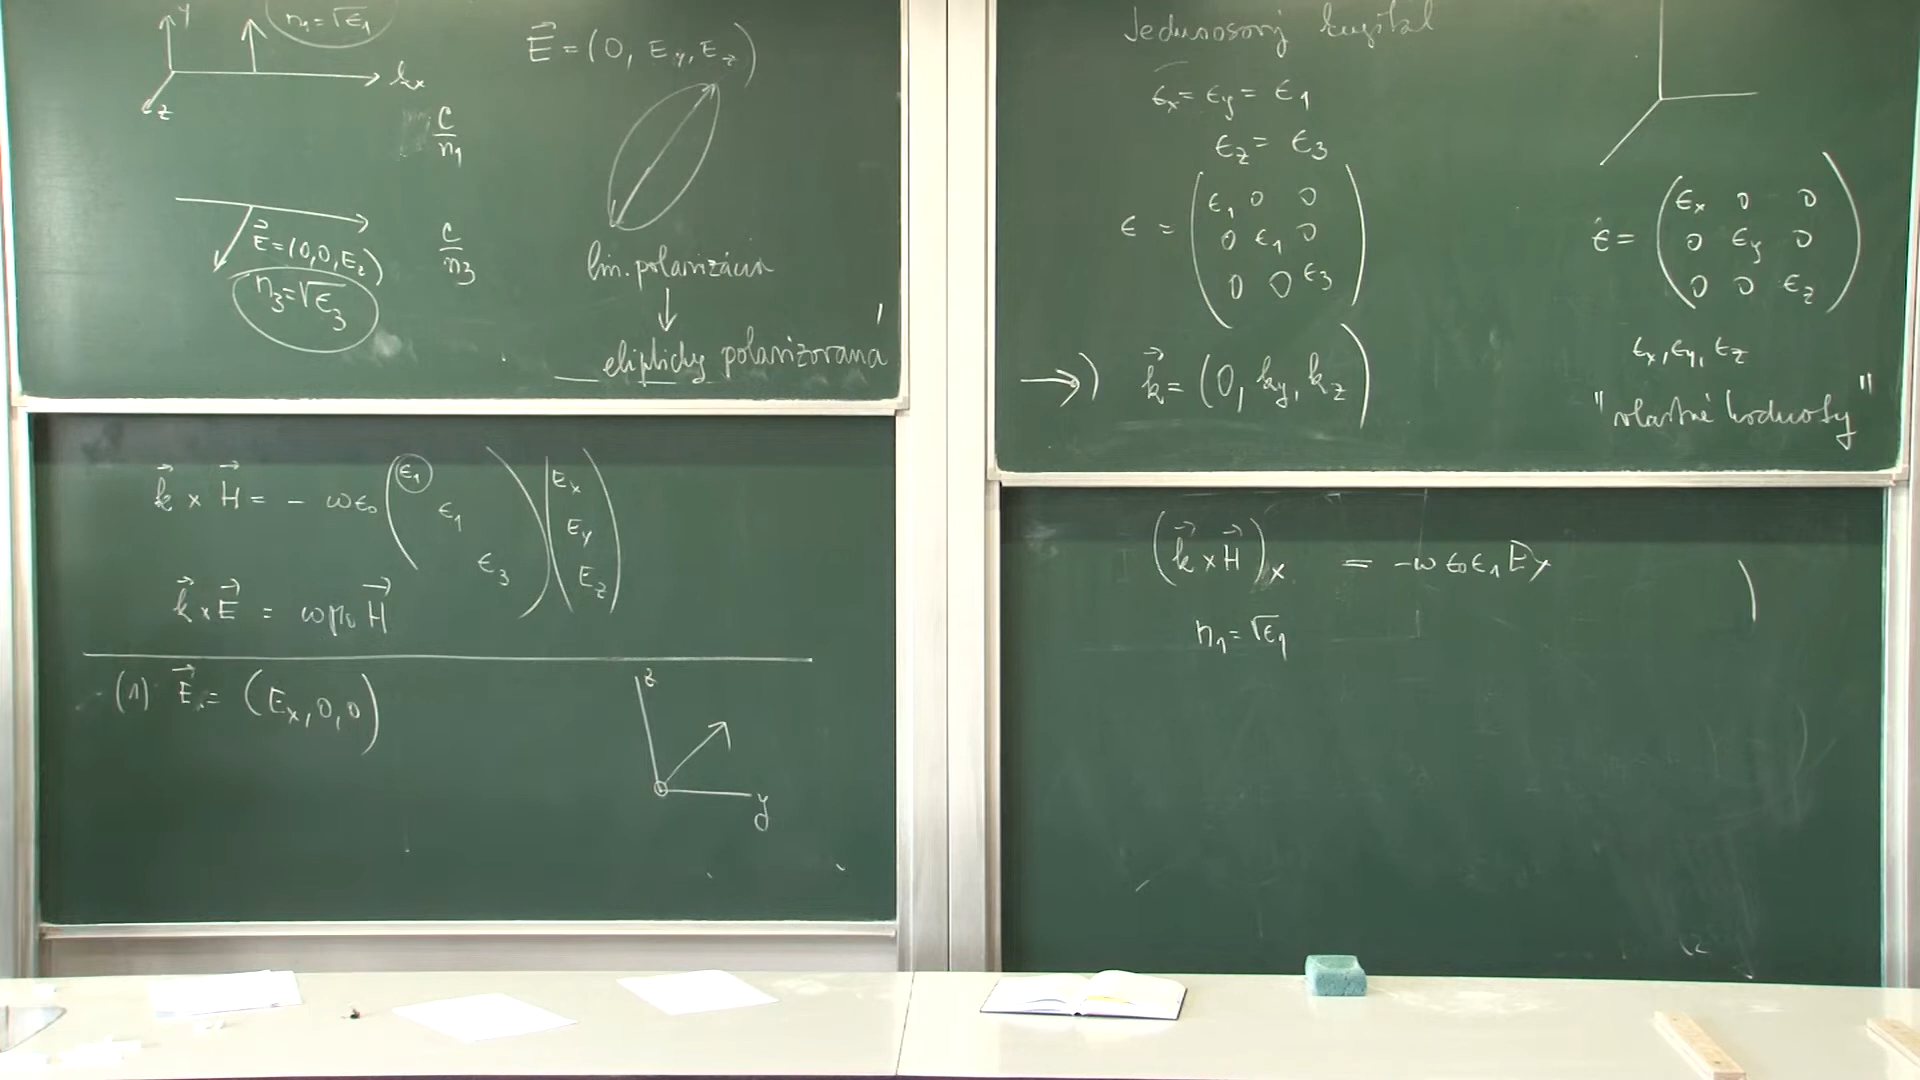 y
n₁=√ϵ₁
kx
z
C/n₁
E⃗ = (0, Ey, Ez)
E⃗=(0,0,Ez)
n₃=√ϵ₃
C/n₃
lin. polarizácia
↓
elipticky polarizovaná
k⃗ × H⃗ = - ωϵ₀ (ϵ₁ ϵ₁ ϵ₃) (Ex Ey Ez)
k⃗ × E⃗ = ωμ₀ H⃗
(1) E⃗ = (Ex, 0, 0)
z
y
Jednoosový kryštál
ϵx = ϵy = ϵ₁
ϵz = ϵ₃
ϵ₁ 0 0
ϵ = 0 ϵ₁ 0
0 0 ϵ₃
→) k⃗ = (0, ky, kz)
ϵx 0 0
ϵ̂ = 0 ϵy 0
0 0 ϵz
ϵx, ϵy, ϵz
"vlastné hodnoty"
(k⃗ × H⃗)x = -ωϵ₀ϵ₁Ey
n₁ = √ϵ₁